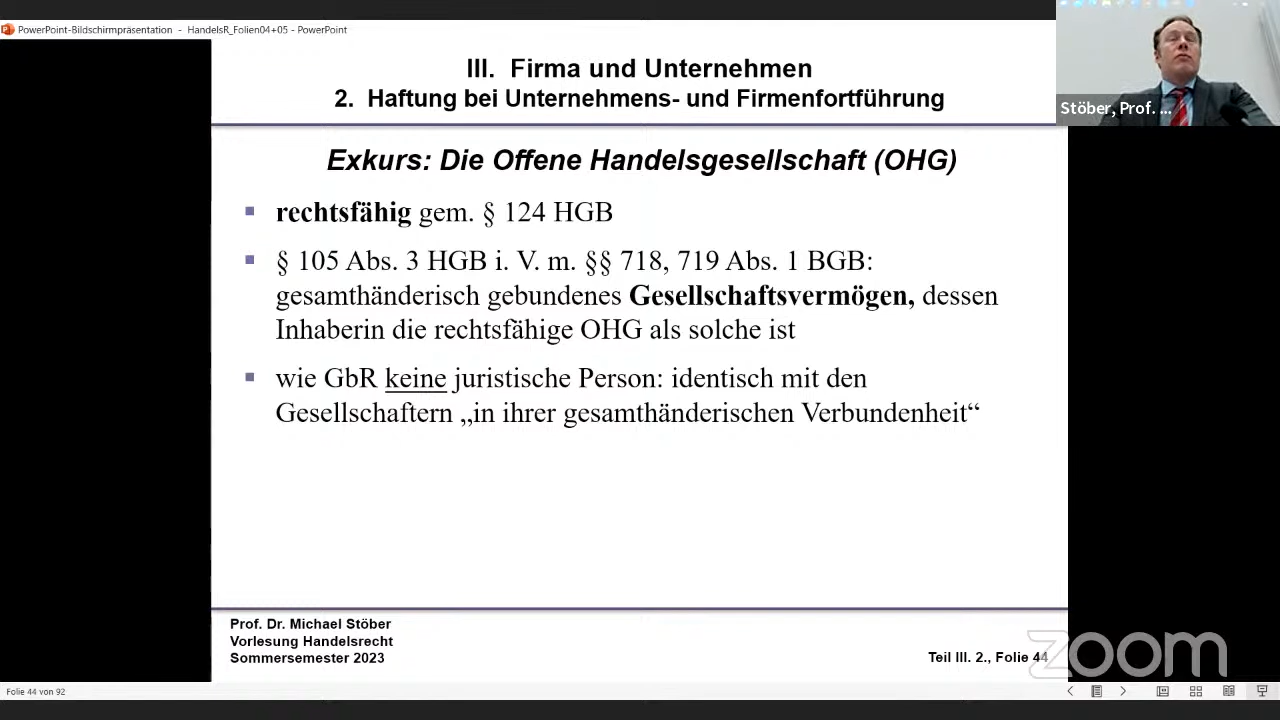 PowerPoint-Bildschirmpräsentation - HandelsR_Folien04+05 - PowerPoint
III. Firma und Unternehmen
2. Haftung bei Unternehmens- und Firmenfortführung
Stöber, Prof. ...
Exkurs: Die Offene Handelsgesellschaft (OHG)
▪ rechtsfähig gem. § 124 HGB
▪ § 105 Abs. 3 HGB i. V. m. §§ 718, 719 Abs. 1 BGB:
gesamthänderisch gebundenes Gesellschaftsvermögen, dessen
Inhaberin die rechtsfähige OHG als solche ist
▪ wie GbR keine juristische Person: identisch mit den
Gesellschaftern „in ihrer gesamthänderischen Verbundenheit“
Prof. Dr. Michael Stöber
Vorlesung Handelsrecht
Sommersemester 2023
Teil III. 2., Folie 44
zoom
Folie 44 von 92